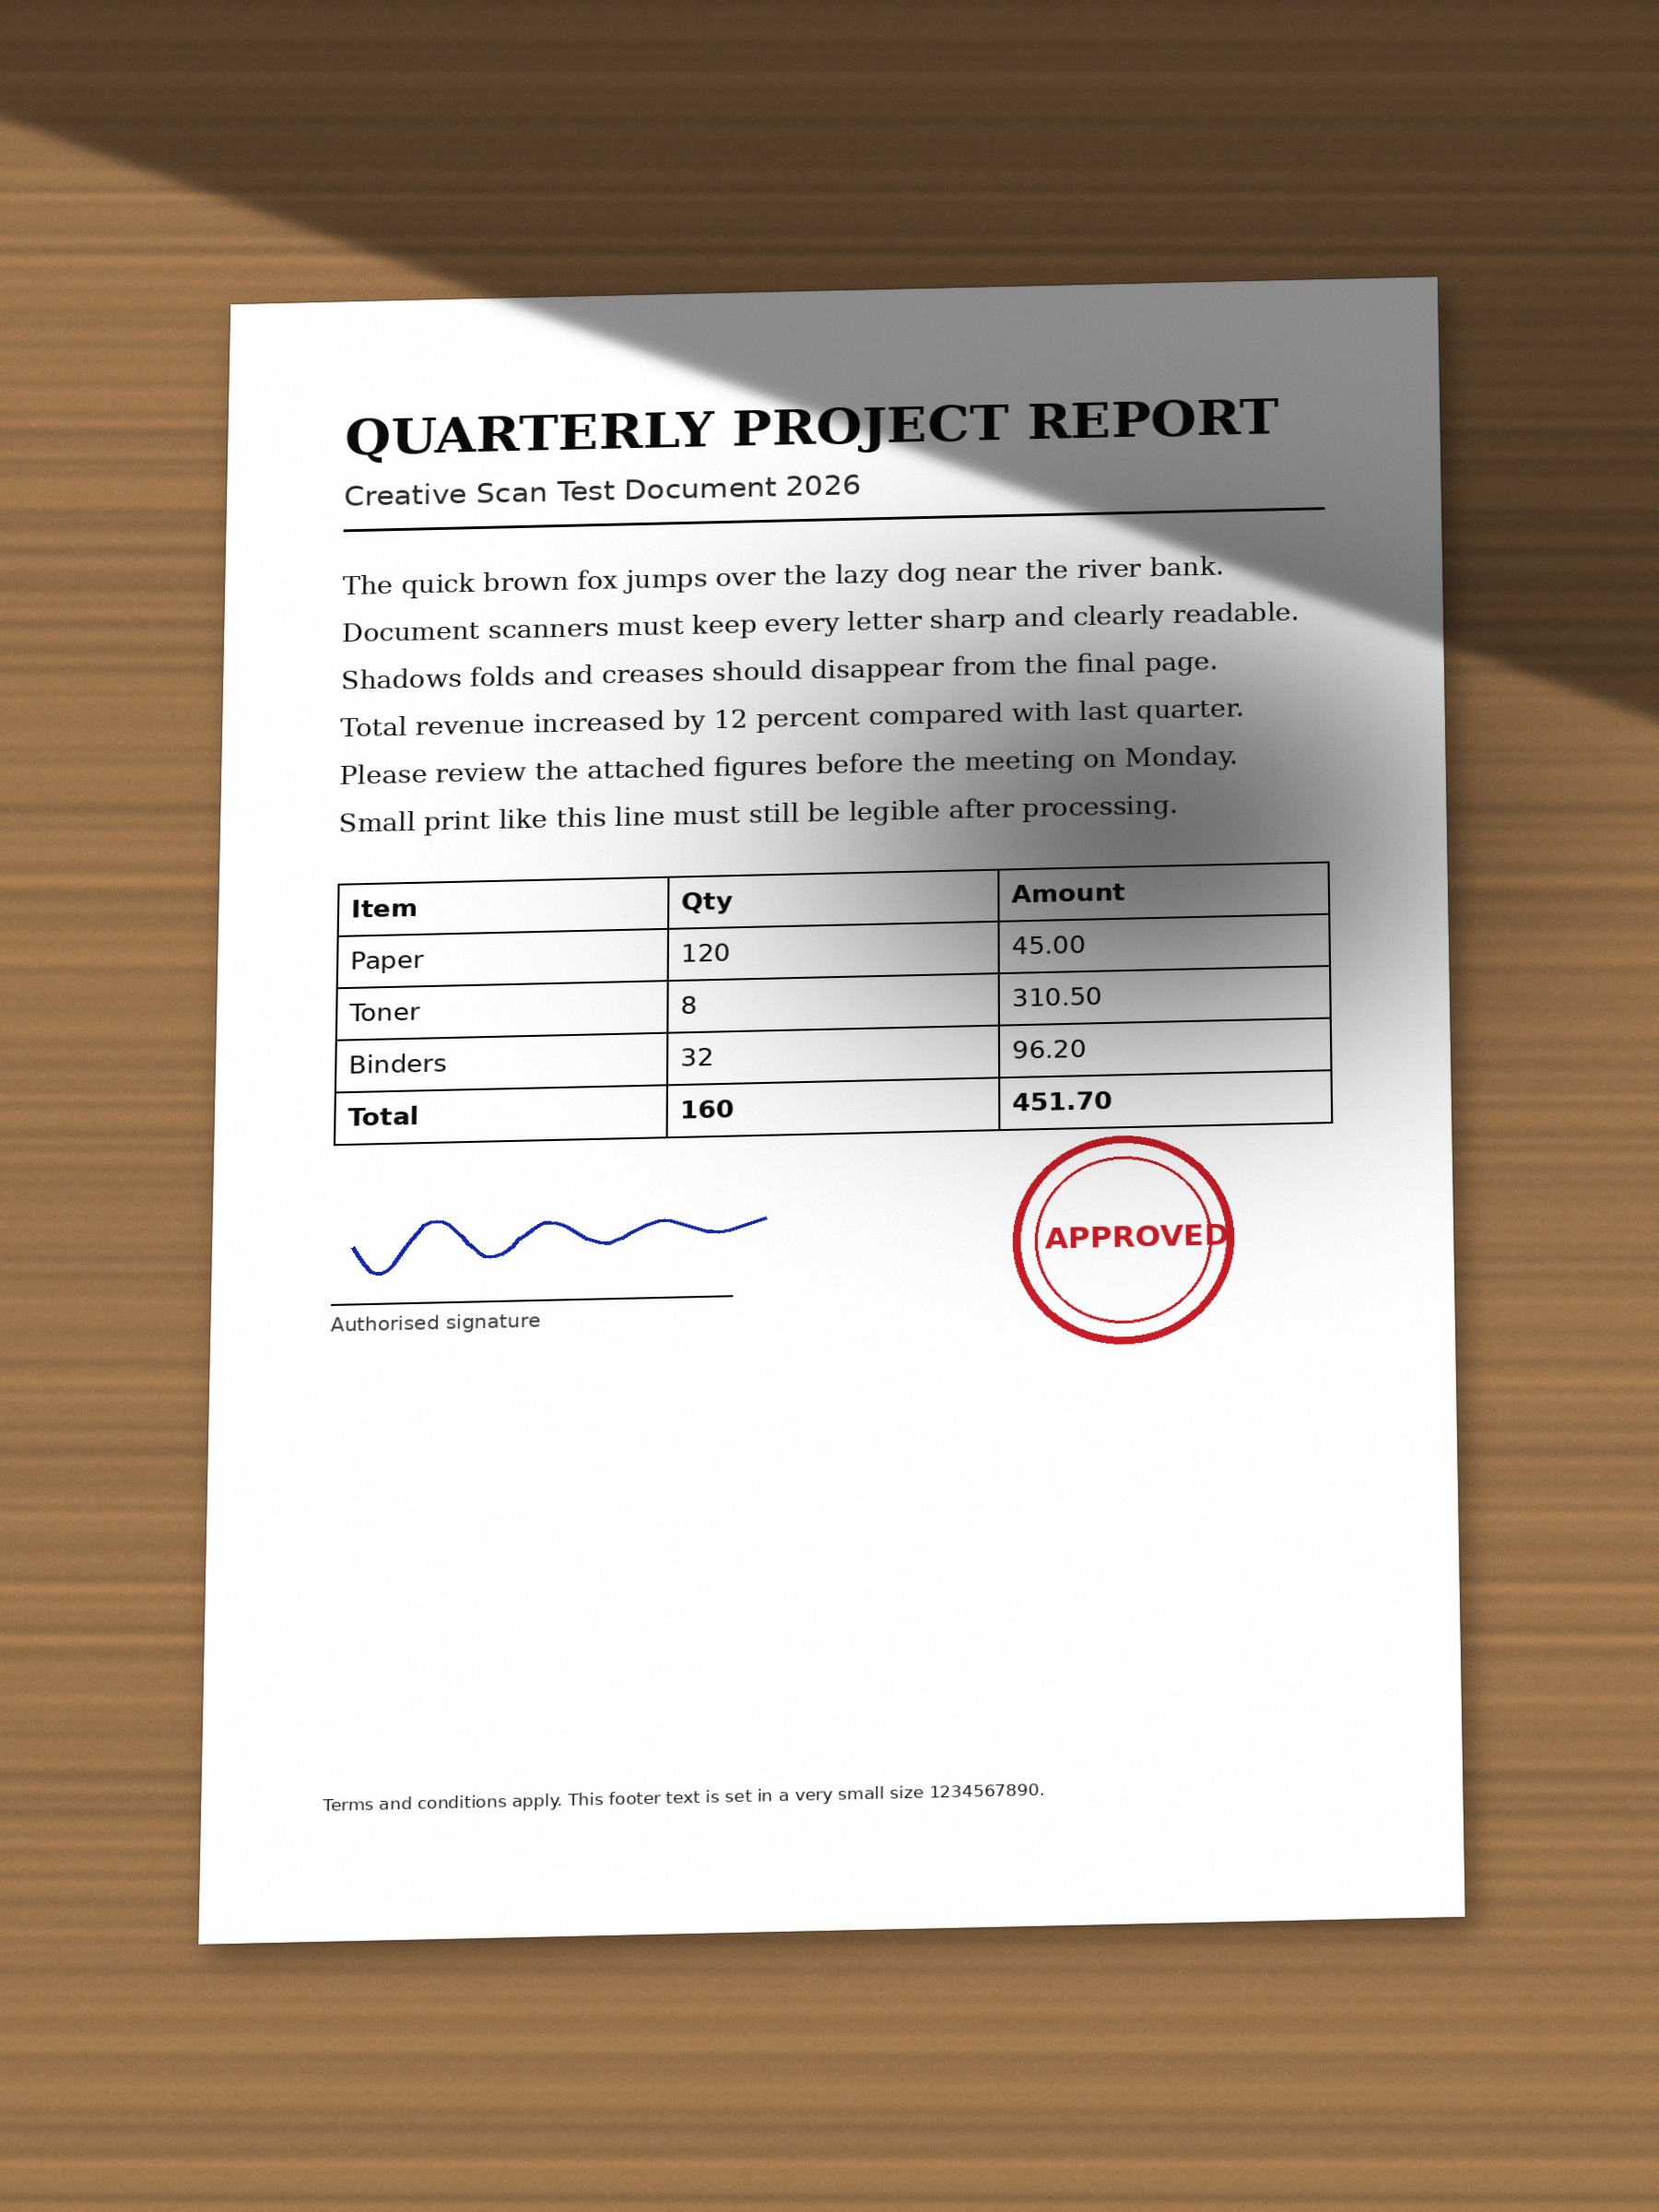 QUARTERLY PROJECT REPORT
Creative Scan Test Document 2026
The quick brown fox jumps over the lazy dog near the river bank.
Document scanners must keep every letter sharp and clearly readable.
Shadows folds and creases should disappear from the final page.
Total revenue increased by 12 percent compared with last quarter.
Please review the attached figures before the meeting on Monday.
Small print like this line must still be legible after processing.
Item Qty Amount
Paper 120 45.00
Toner 8 310.50
Binders 32 96.20
Total 160 451.70
APPROVED
Authorised signature
Terms and conditions apply. This footer text is set in a very small size 1234567890.